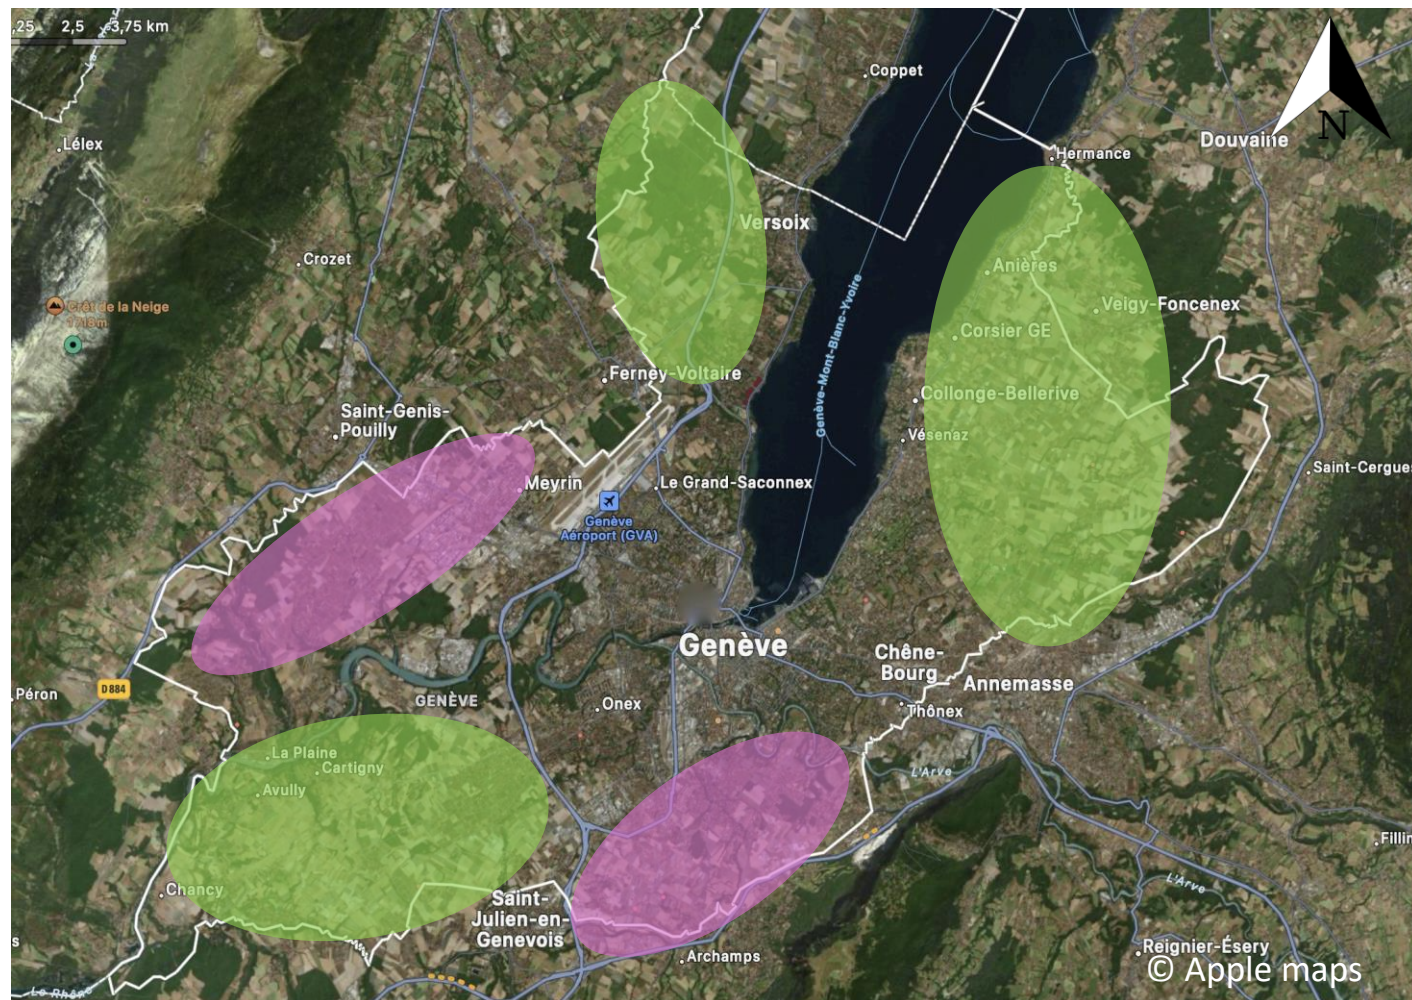 ,25 2,5 3,75 km
Coppet
N
Douvaine
Lélex
Hermance
Versoix
Crozet
Anières
Crêt de la Neige
Veigy-Foncenex
Genève-Mont-Blanc-Yvoire
Corsier GE
Ferney-Voltaire
Collonge-Bellerive
Saint-Genis-
Pouilly
Vésenaz
Saint-Cergue
Meyrin
Le Grand-Saconnex
Genève
Aéroport (GVA)
Genève
Chêne-
Bourg
Annemasse
Péron
D884
GENÈVE
Onex
Thônex
La Plaine
Cartigny
L'Arve
Avully
Fillin
Chancy
L'Arve
Saint-
Julien-en-
Genevois
s
Archamps
Reignier-Ésery
© Apple maps
Le Rhône